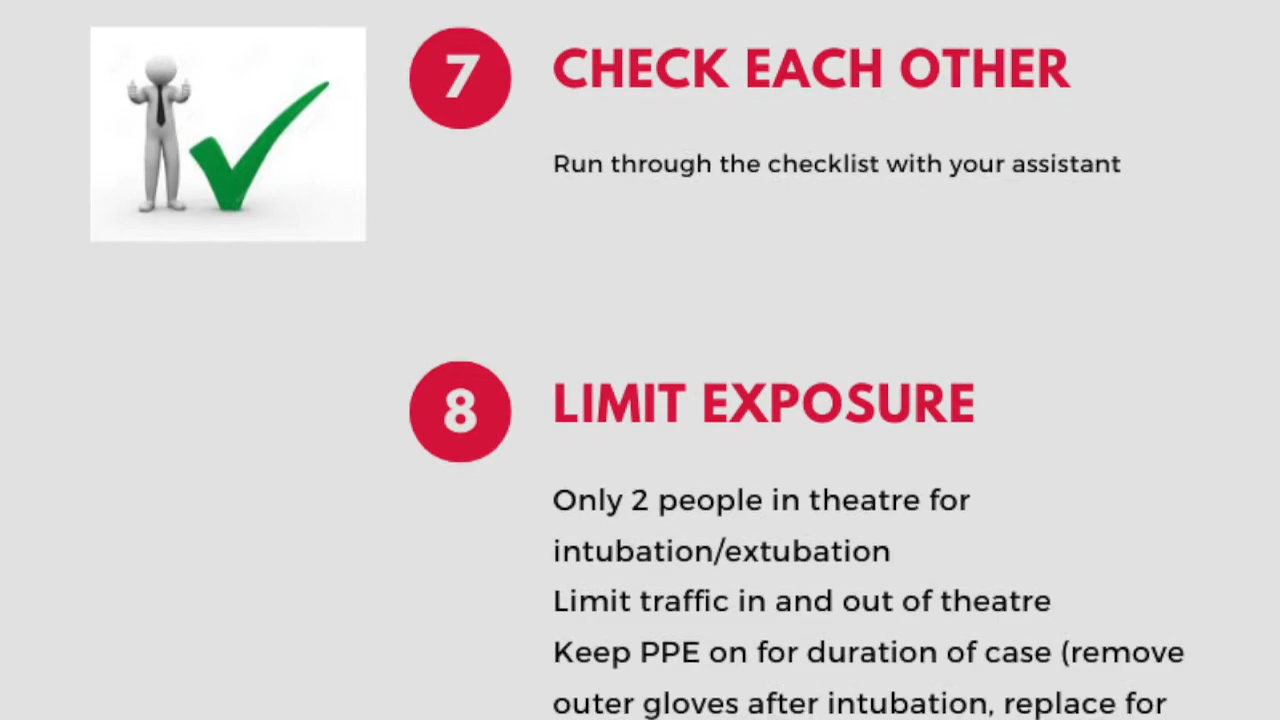 7
CHECK EACH OTHER
Run through the checklist with your assistant
8
LIMIT EXPOSURE
Only 2 people in theatre for
intubation/extubation
Limit traffic in and out of theatre
Keep PPE on for duration of case (remove
outer gloves after intubation, replace for